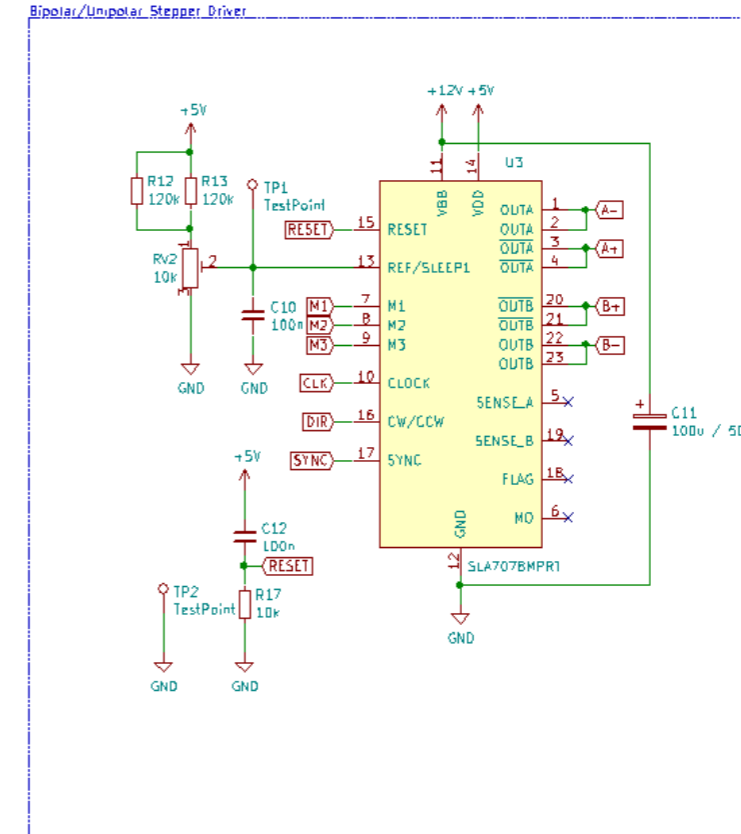 Bipolar/Unipolar Stepper Driver
+12V +5V
+5V
U3
11
14
VBB
VDD
R12
120k
R13
120k
TP1
TestPoint
RESET 15 RESET
OUTA 1 A-
OUTA 2
OUTA 3 A+
OUTA 4
1
RV2
10k
2
3
13 REF/SLEEP1
C10
100n
M1 7 M1
M2 8 M2
M3 9 M3
OUTB 20 B+
OUTB 21
OUTB 22 B-
OUTB 23
GND
GND
CLK 10 CLOCK
DIR 16 CW/CCW
SYNC 17 SYNC
SENSE_A 5
SENSE_B 19
FLAG 18
MO 6
+
C11
100u / 50
+5V
C12
100n
RESET
GND
12
SLA7078MPRT
TP2
TestPoint
R17
10k
GND
GND
GND